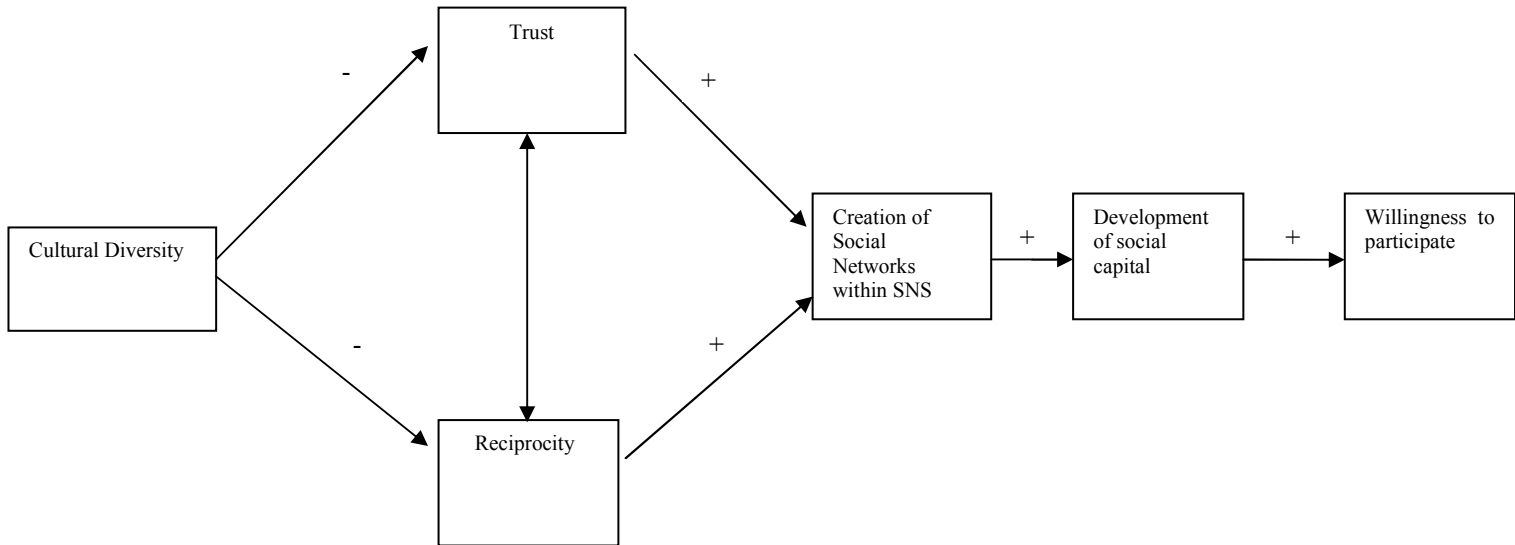 Trust
-
+
Cultural Diversity
Creation of
Social
Networks
within SNS
+
Development
of social
capital
+
Willingness to
participate
-
+
Reciprocity